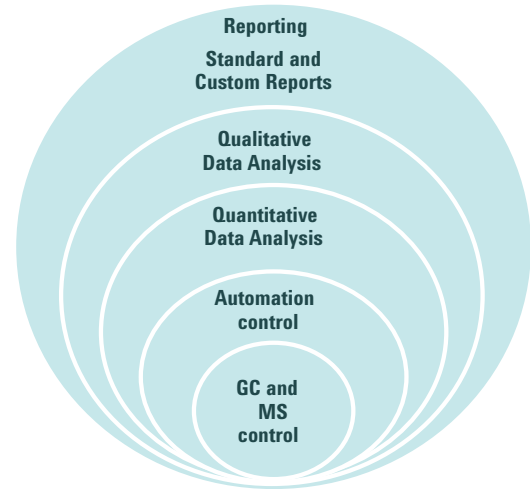 Reporting
Standard and
Custom Reports
Qualitative
Data Analysis
Quantitative
Data Analysis
Automation
control
GC and
MS
control